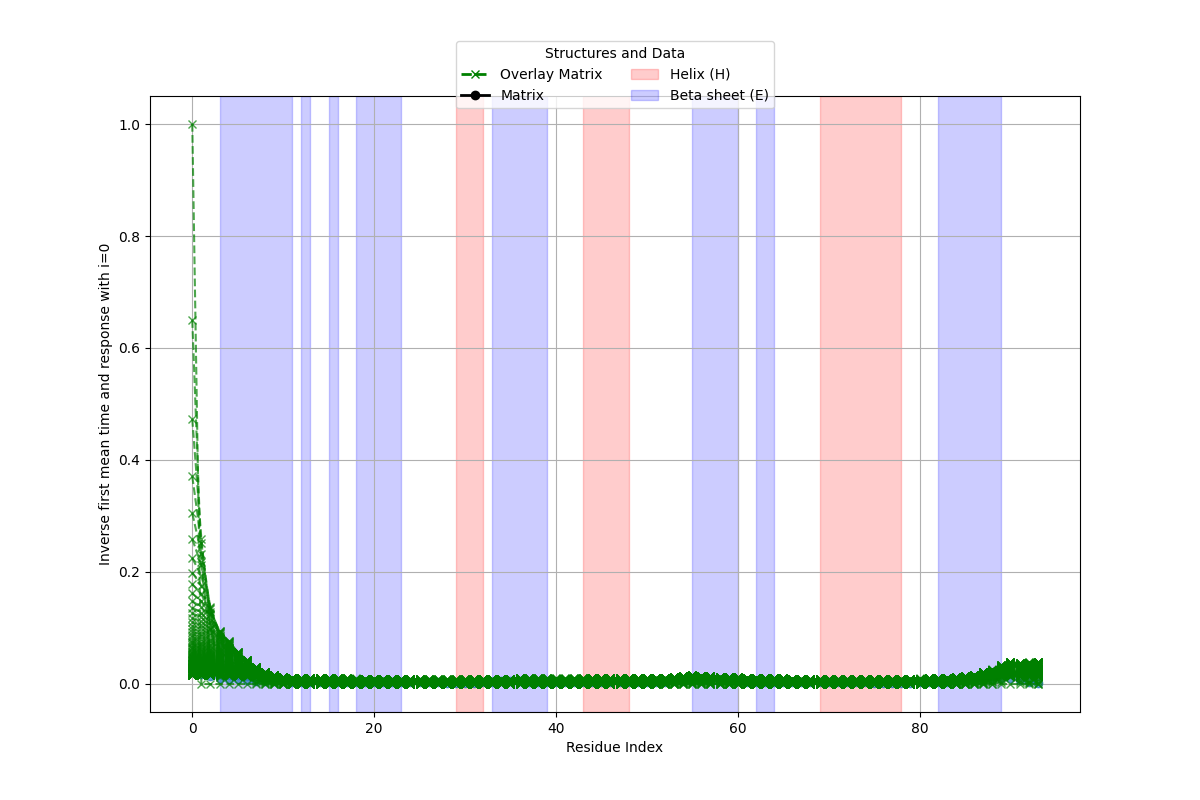 Structures and Data
Overlay Matrix
Helix (H)
Matrix
Beta sheet (E)
1.0
0.8
0.6
0.4
0.2
0.0
Inverse first mean time and response with i=0
0 20 40 60 80
Residue Index